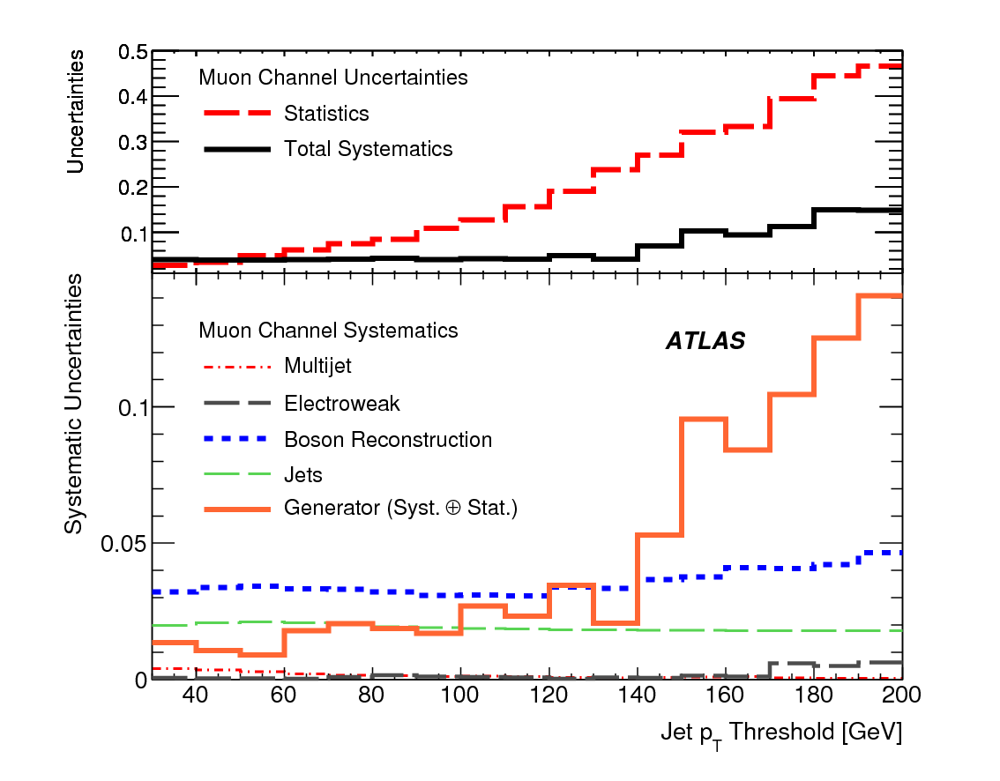 Uncertainties
0.5
0.4
0.3
0.2
0.1
Muon Channel Uncertainties
Statistics
Total Systematics
Systematic Uncertainties
0.1
0.05
0
Muon Channel Systematics
Multijet
Electroweak
Boson Reconstruction
Jets
Generator (Syst. ⊕ Stat.)
ATLAS
40 60 80 100 120 140 160 180 200
Jet pT Threshold [GeV]